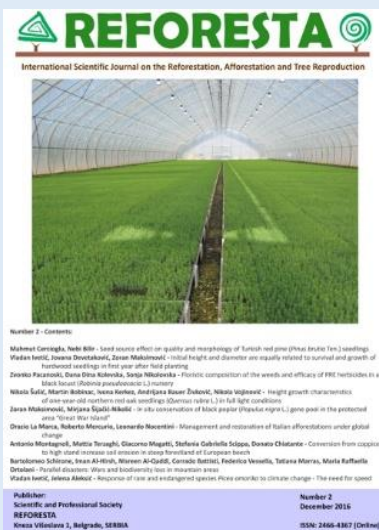 REFORESTA
International Scientific Journal on the Reforestation, Afforestation and Tree Reproduction
Number 2 - Contents:
Mahmut Cercioglu, Nebi Bilir - Seed source effect on quality and morphology of Turkish red pine (Pinus brutia Ten.) seedlings
Vladan Ivetić, Jovana Devetaković, Zoran Maksimović - Initial height and diameter are equally related to survival and growth of
hardwood seedlings in first year after field planting
Zvonko Pacanoski, Dana Dina Kolevska, Sonja Nikolovska - Floristic composition of the weeds and efficacy of PRE herbicides in a
black locust (Robinia pseudoacacia L.) nursery
Nikola Šušić, Martin Bobinac, Ivona Kerkez, Andrijana Bauer Živković, Nikola - Height growth characteristics
of one-year-old northern red oak seedlings (Quercus rubra L.) in full light conditions
Zoran Maksimović, Mirjana Šijačić-Nikolić - In situ conservation of black poplar (Populus nigra L.) gene pool in the protected
area "Great War Island"
Orazio La Marca, Roberto Mercurio, Leonardo Nocentini - Management and restoration of Italian afforestations under global
change
Antonio Montagnoli, Mattia Terzaghi, Giacomo Magatti, Stefania Gabriella Scippa, Donato Chiatante - Conversion from coppice
to high stand increase soil erosion in steep forestland of European beech
Bartolomeo Schirone, Iman Al-Hinh, Nisreen Al-Qaddi, Corrado Battisti, Federico Vessella, Tatiana Marras, Maria Raffaella
Ortolani - Parallel disasters: Wars and biodiversity loss in mountain areas
Vladan Ivetić, Jelena Aleksić - Response of rare and endangered species Picea omorika to climate change - The need for speed
Publisher:
Scientific and Professional Society
REFORESTA
Kneza Višeslava 1, Belgrade, SERBIA
Number 2
December 2016
ISSN: 2466-4367 (Online)